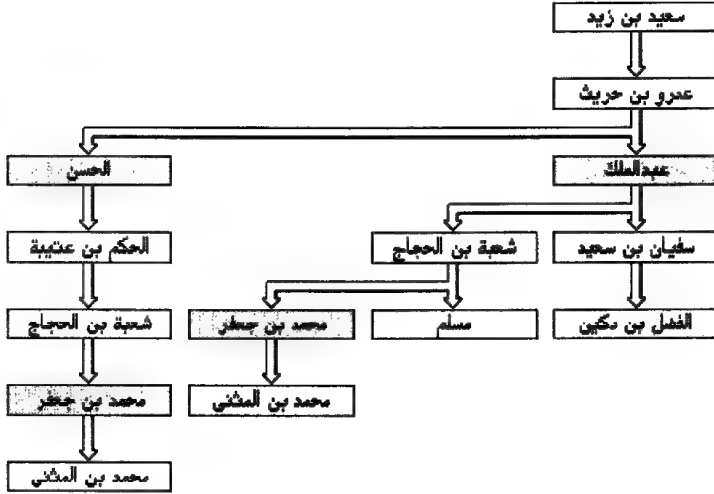 سعيد بن زيد
عمرو بن حريث
عبدالملك
الحسن
سفيان بن سعيد
شعبة بن الحجاج
الحكم بن عتيبة
الفضل بن دكين
مسلم
محمد بن جعفر
شعبة بن الحجاج
محمد بن المثنى
محمد بن جعفر
محمد بن المثنى